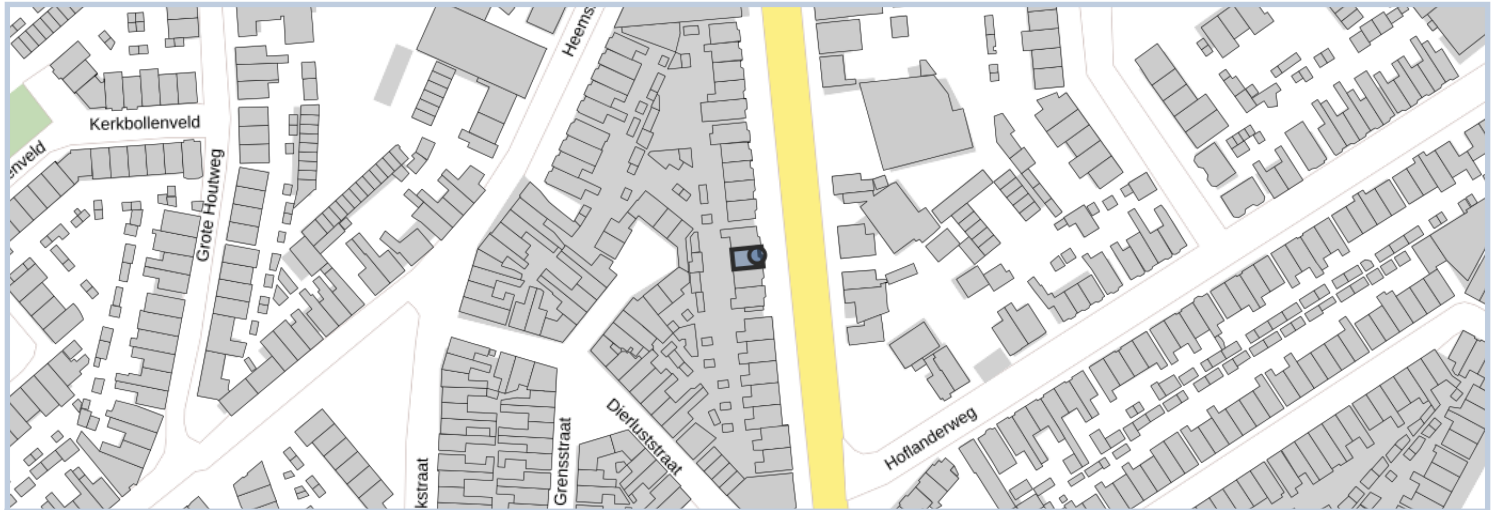 Heems
Kerkbollenveld
enveld
Grote Houtweg
Dierluststraat
Hoflanderweg
Grensstraat
kstraat